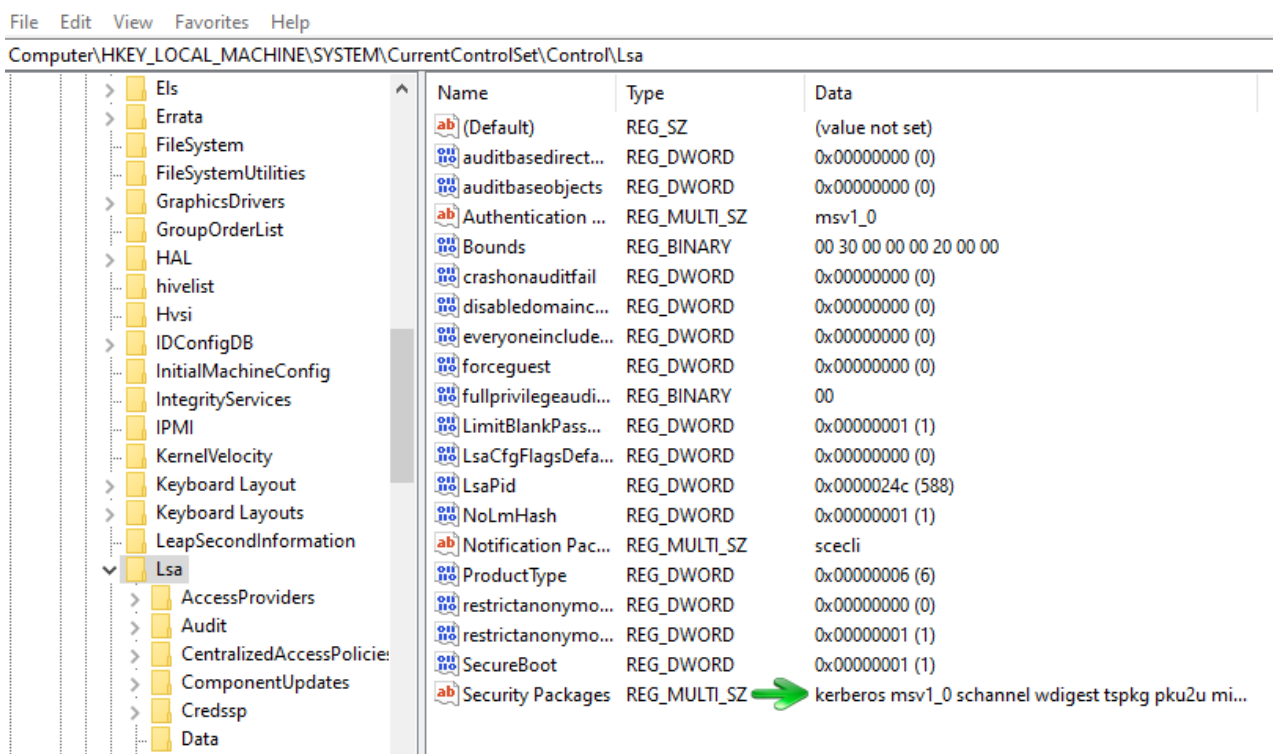 File Edit View Favorites Help
Computer\HKEY_LOCAL_MACHINE\SYSTEM\CurrentControlSet\Control\Lsa
Els
Errata
FileSystem
FileSystemUtilities
GraphicsDrivers
GroupOrderList
HAL
hivelist
Hvsi
IDConfigDB
InitialMachineConfig
IntegrityServices
IPMI
KernelVelocity
Keyboard Layout
Keyboard Layouts
LeapSecondInformation
Lsa
AccessProviders
Audit
CentralizedAccessPolicies
ComponentUpdates
Credssp
Data
Name Type Data
(Default) REG_SZ (value not set)
auditbasedirect... REG_DWORD 0x00000000 (0)
auditbaseobjects REG_DWORD 0x00000000 (0)
Authentication ... REG_MULTI_SZ msv1_0
Bounds REG_BINARY 00 30 00 00 00 20 00 00
crashonauditfail REG_DWORD 0x00000000 (0)
disabledomainc... REG_DWORD 0x00000000 (0)
everyoneinclude... REG_DWORD 0x00000000 (0)
forceguest REG_DWORD 0x00000000 (0)
fullprivilegeaudi... REG_BINARY 00
LimitBlankPass... REG_DWORD 0x00000001 (1)
LsaCfgFlagsDefa... REG_DWORD 0x00000000 (0)
LsaPid REG_DWORD 0x0000024c (588)
NoLmHash REG_DWORD 0x00000001 (1)
Notification Pac... REG_MULTI_SZ scecli
ProductType REG_DWORD 0x00000006 (6)
restrictanonymo... REG_DWORD 0x00000000 (0)
restrictanonymo... REG_DWORD 0x00000001 (1)
SecureBoot REG_DWORD 0x00000001 (1)
Security Packages REG_MULTI_SZ kerberos msv1_0 schannel wdigest tspkg pku2u mi...